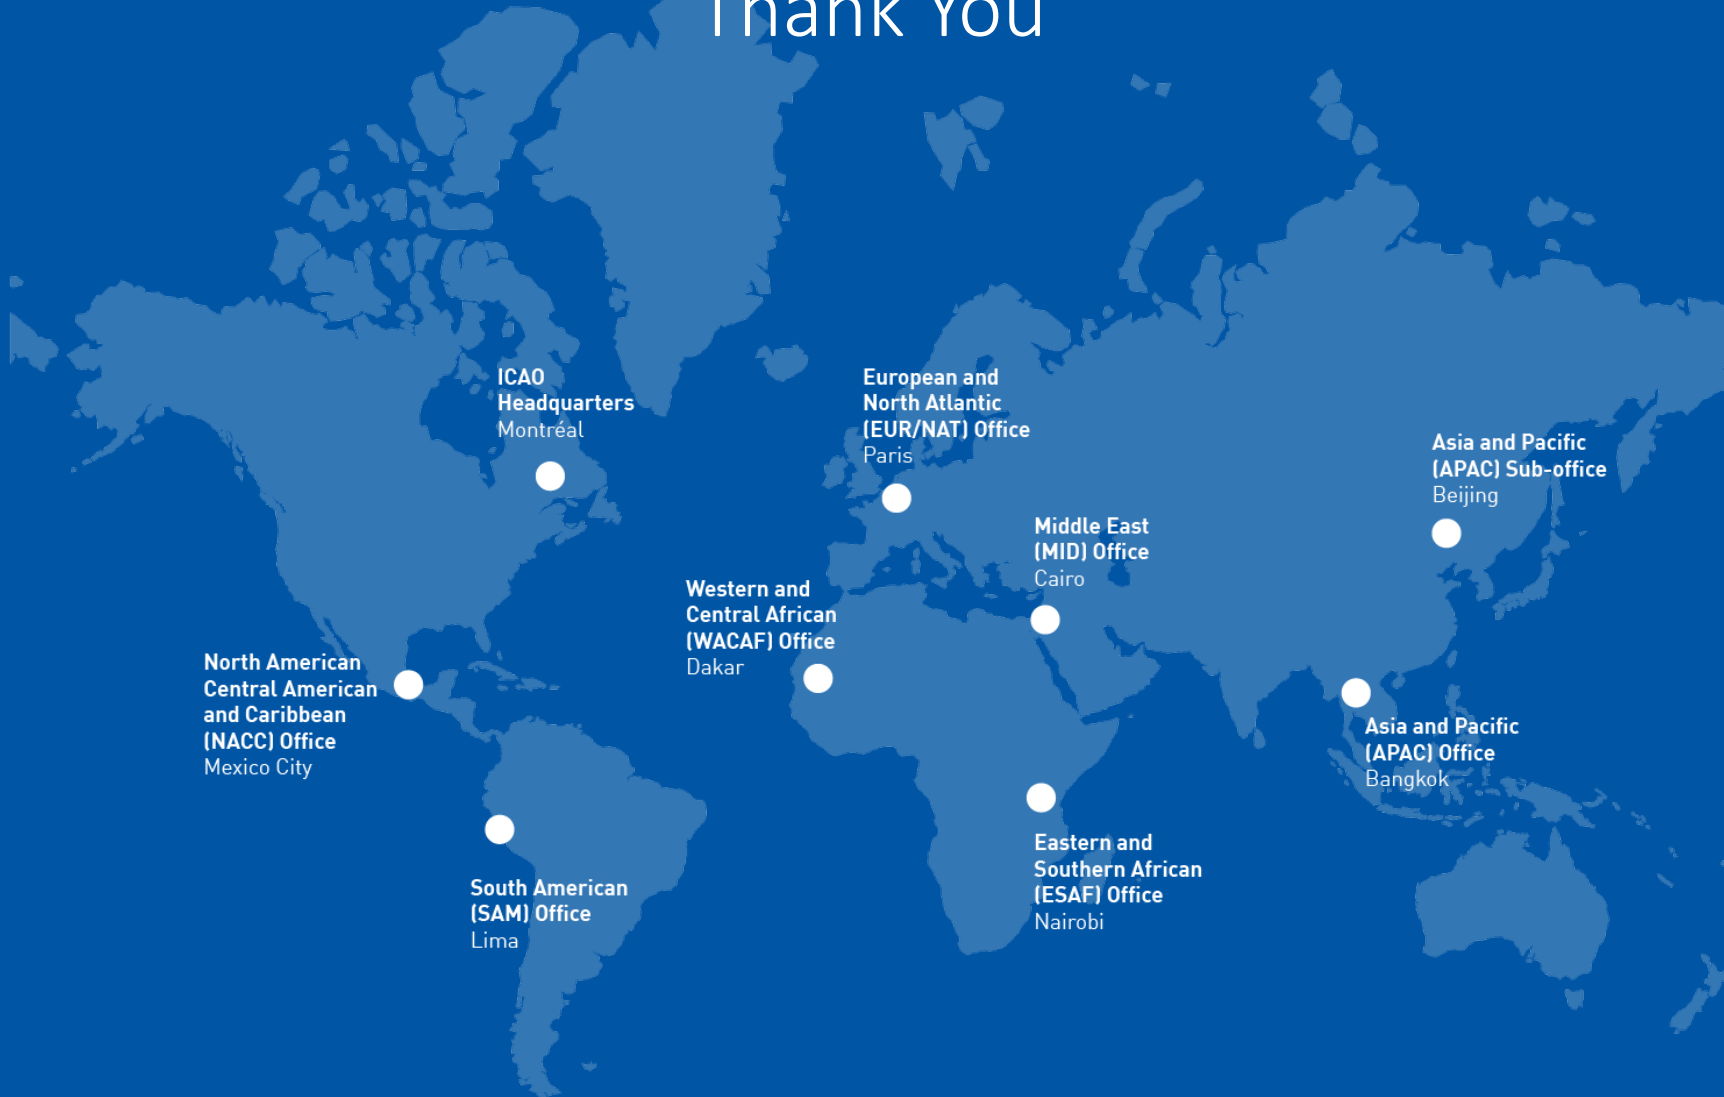 Thank You
ICAO
Headquarters
Montréal
European and
North Atlantic
(EUR/NAT) Office
Paris
Asia and Pacific
(APAC) Sub-office
Beijing
Middle East
(MID) Office
Cairo
Western and
Central African
(WACAF) Office
Dakar
North American
Central American
and Caribbean
(NACC) Office
Mexico City
Asia and Pacific
(APAC) Office
Bangkok
South American
(SAM) Office
Lima
Eastern and
Southern African
(ESAF) Office
Nairobi